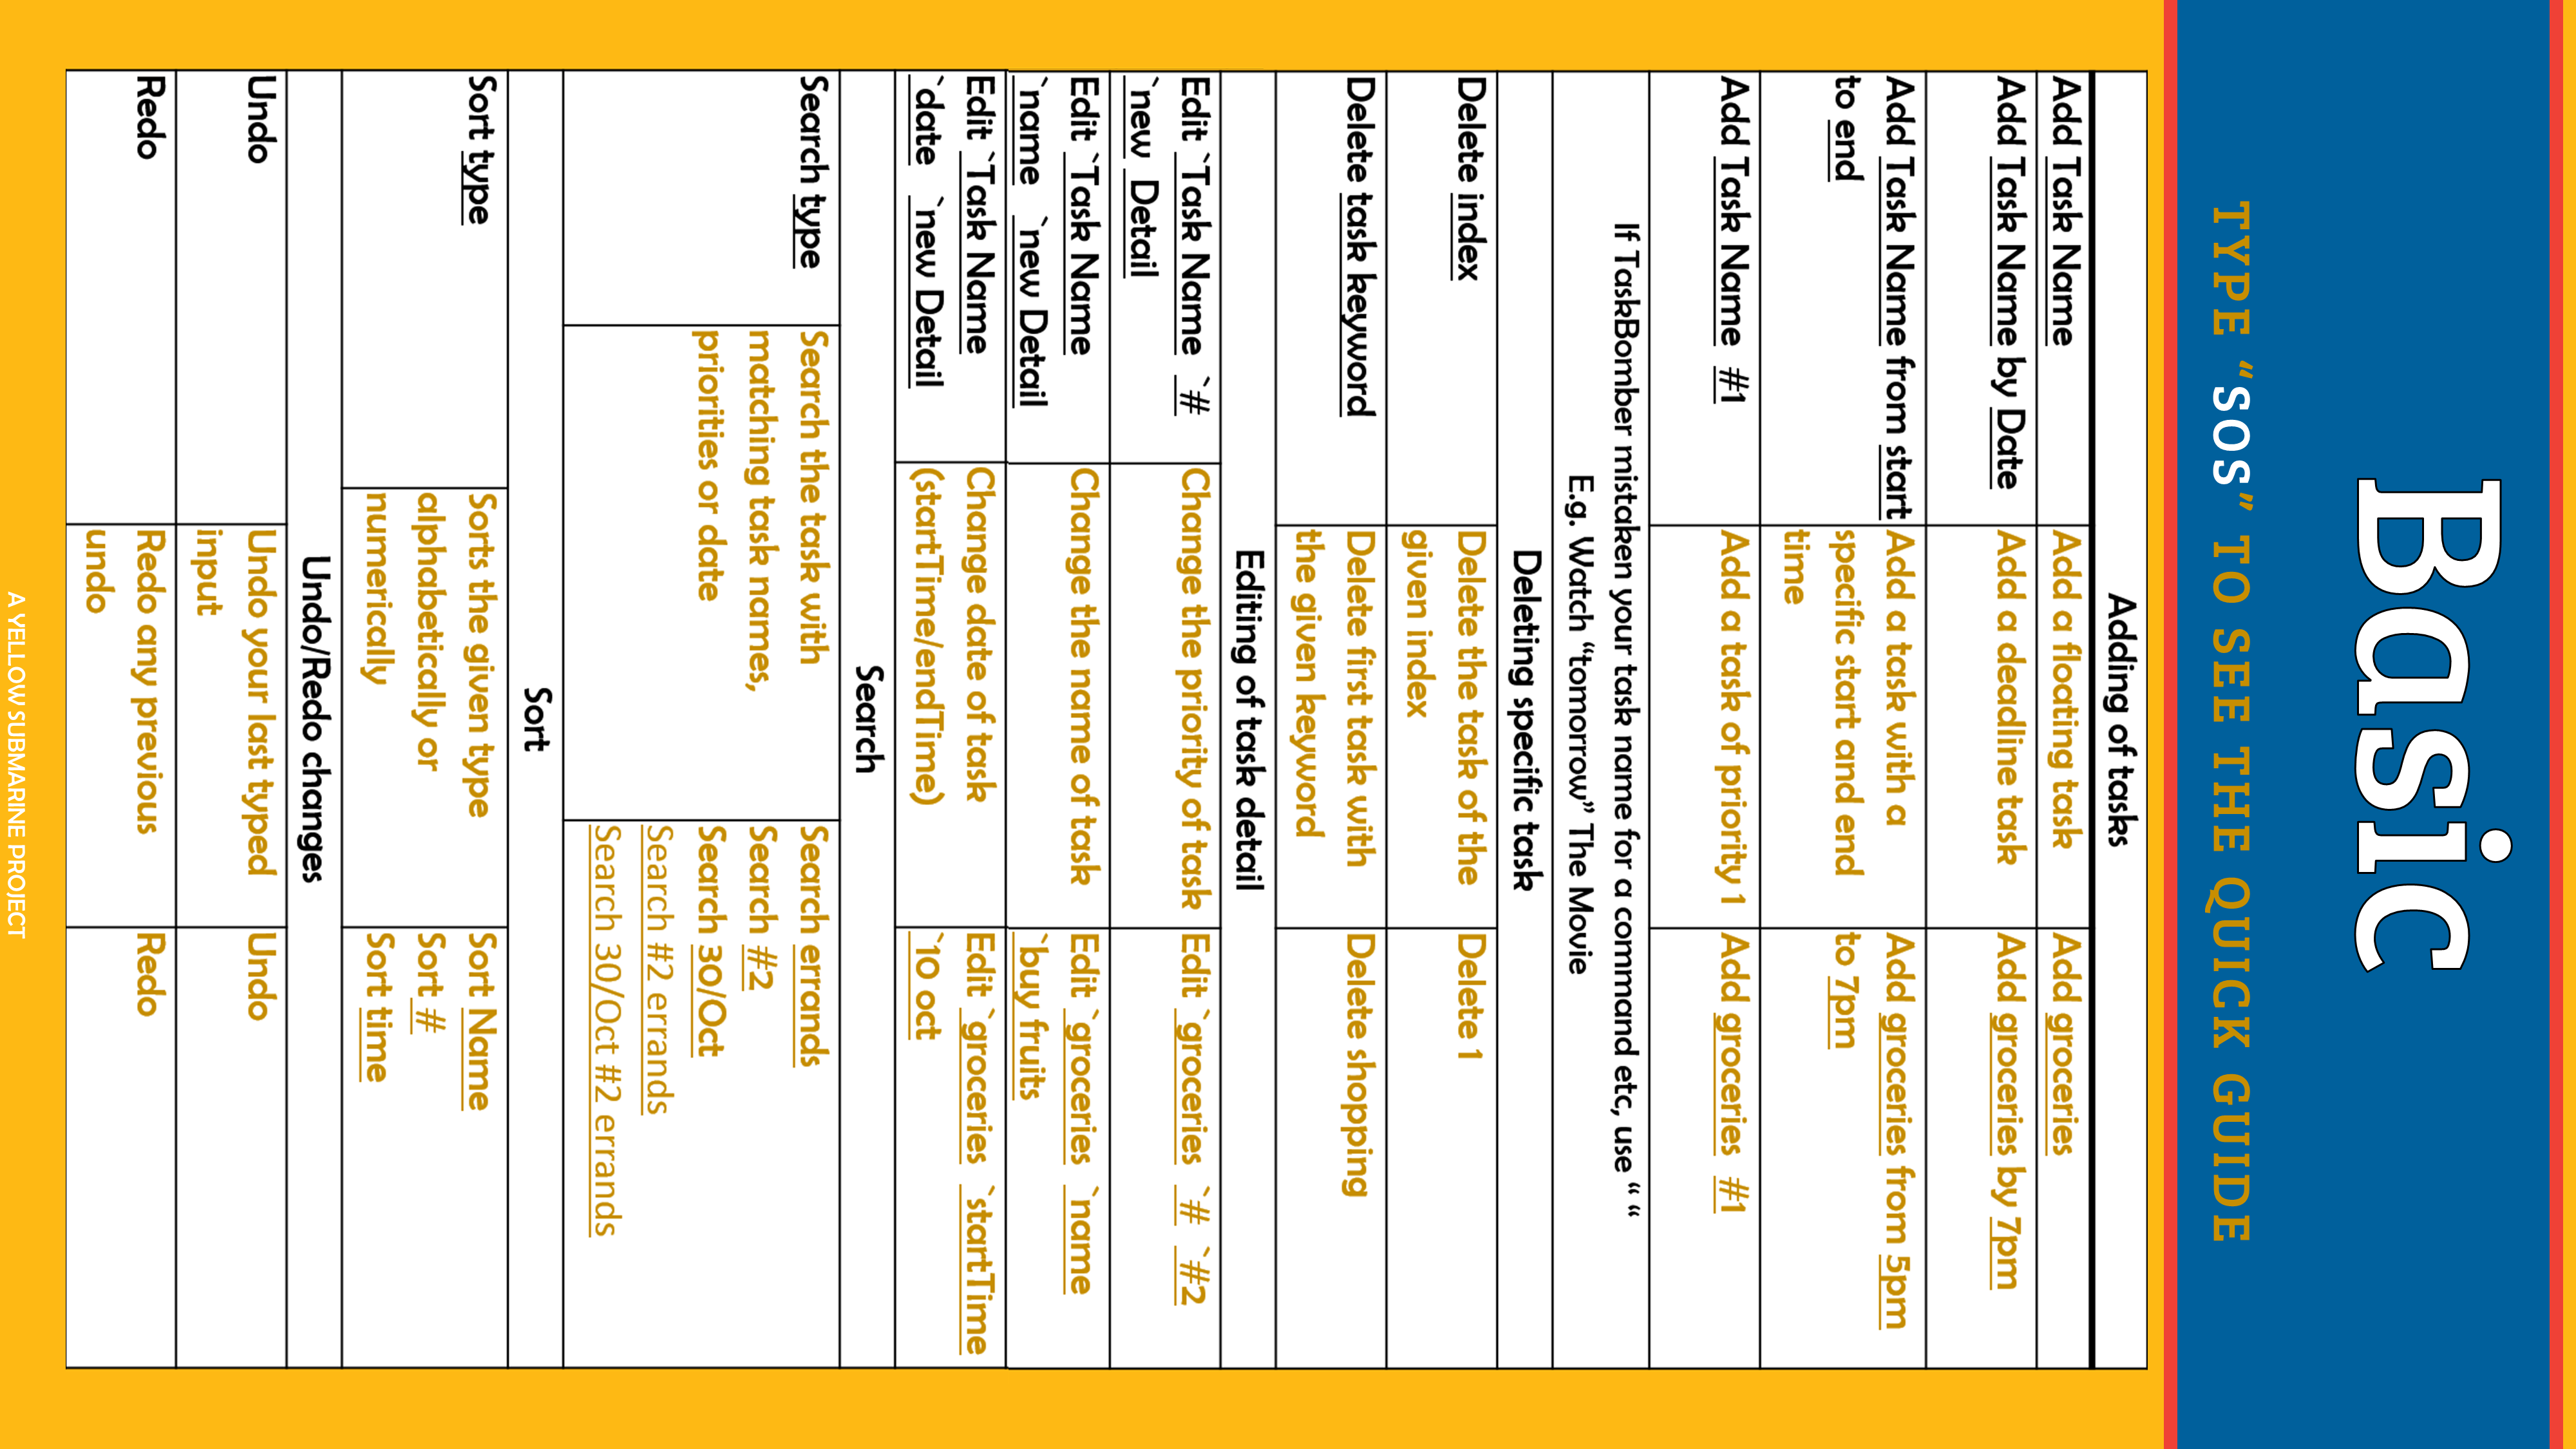 Basic
TYPE “SOS” TO SEE THE QUICK GUIDE
Adding of tasks
Add Task Name
Add a floating task
Add groceries
Add Task Name by Date
Add a deadline task
Add groceries by 7pm
Add Task Name from start
to end
Add a task with a
specific start and end
time
Add groceries from 5pm
to 7pm
Add Task Name #1
Add a task of priority 1
Add groceries #1
If TaskBomber mistaken your task name for a command etc, use “ “
E.g. Watch “tomorrow” The Movie
Deleting specific task
Delete index
Delete the task of the
given index
Delete 1
Delete task keyword
Delete first task with
the given keyword
Delete shopping
Editing of task detail
Edit `Task Name `#
`new Detail
Change the priority of task
Edit `groceries `# `#2
Edit `Task Name
`name `new Detail
Change the name of task
Edit `groceries `name
`buy fruits
Edit `Task Name
`date `new Detail
Change date of task
(startTime/endTime)
Edit `groceries `startTime
`10 oct
Search
Search type
Search the task with
matching task names,
priorities or date
Search errands
Search #2
Search 30/Oct
Search #2 errands
Search 30/Oct #2 errands
Sort
Sort type
Sorts the given type
alphabetically or
numerically
Sort Name
Sort #
Sort time
Undo/Redo changes
Undo
Undo your last typed
input
Undo
Redo
Redo any previous
undo
Redo
A YELLOW SUBMARINE PROJECT